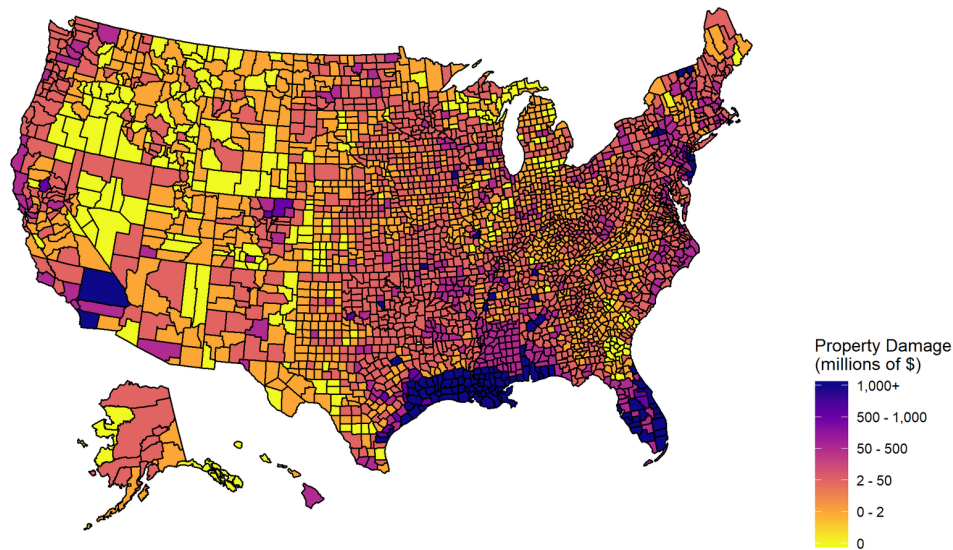 Property Damage
(millions of $)
1,000+
500 - 1,000
50 - 500
2 - 50
0 - 2
0